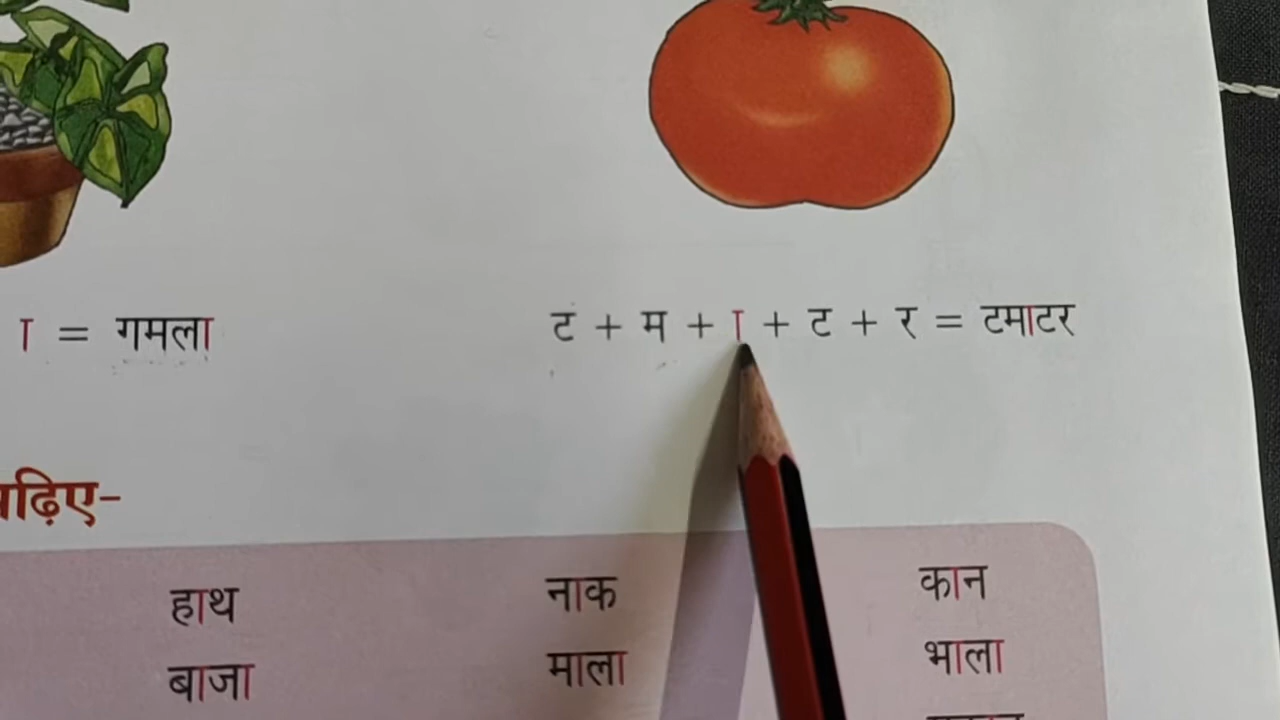 ा = गमला
ट + म + ा + ट + र = टमाटर
पढ़िए-
हाथ नाक कान
बाजा माला भाला